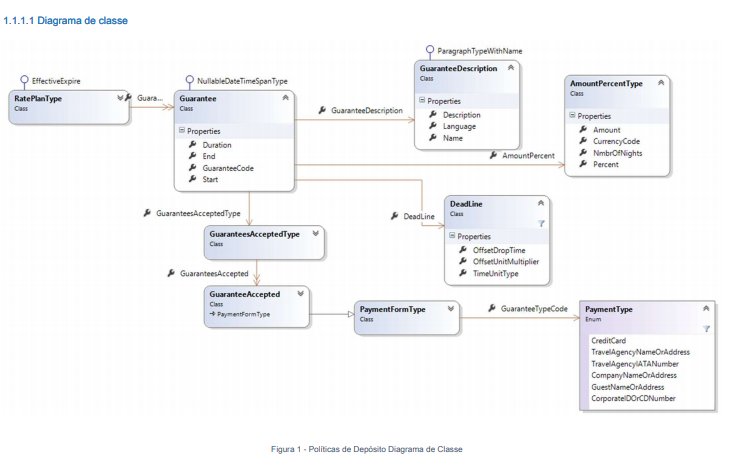 1.1.1.1 Diagrama de classe
EffectiveExpire
RatePlanType
Class
Guara...
NullableDateTimeSpanType
Guarantee
Class
Properties
Duration
End
GuaranteeCode
Start
GuaranteeDescription
ParagraphTypeWithName
GuaranteeDescription
Class
Properties
Description
Language
Name
AmountPercent
AmountPercentType
Class
Properties
Amount
CurrencyCode
NmbrOfNights
Percent
GuaranteesAcceptedType
GuaranteesAcceptedType
Class
DeadLine
DeadLine
Class
Properties
OffsetDropTime
OffsetUnitMultiplier
TimeUnitType
GuaranteesAccepted
GuaranteeAccepted
Class
PaymentFormType
PaymentFormType
Class
GuaranteeTypeCode
PaymentType
Enum
CreditCard
TravelAgencyNameOrAddress
TravelAgencyIATANumber
CompanyNameOrAddress
GuestNameOrAddress
CorporateIDOrCDNumber
Figura 1 - Políticas de Depósito Diagrama de Classe